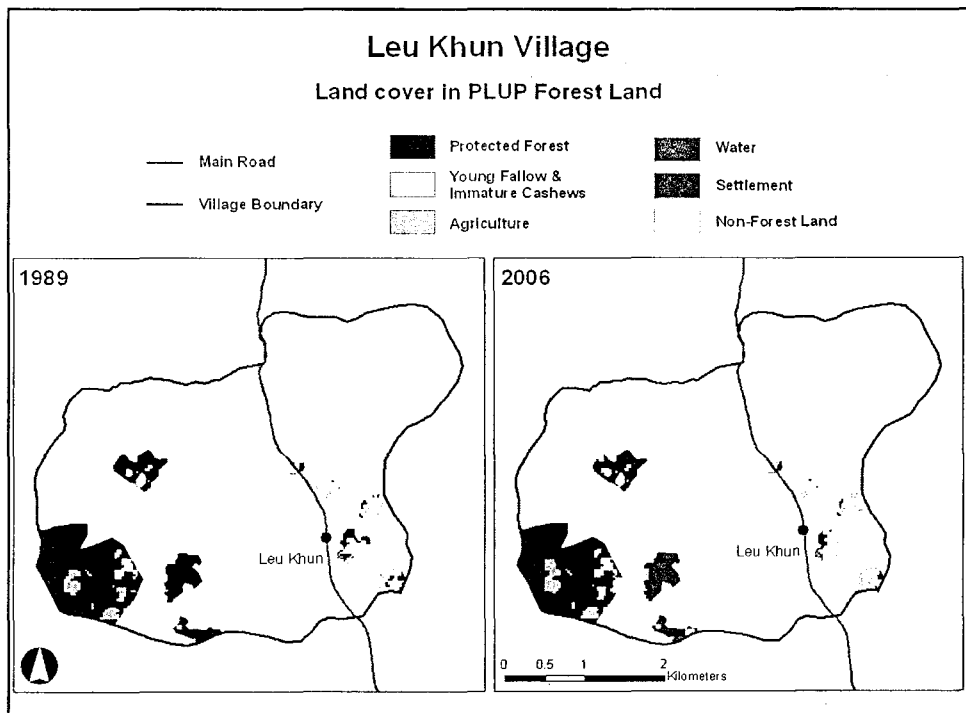 Leu Khun Village
Land cover in PLUP Forest Land
Main Road
Village Boundary
Protected Forest
Young Fallow &
Immature Cashews
Agriculture
Water
Settlement
Non-Forest Land
1989
Leu Khun
2006
Leu Khun
0 0.5 1 2
Kilometers